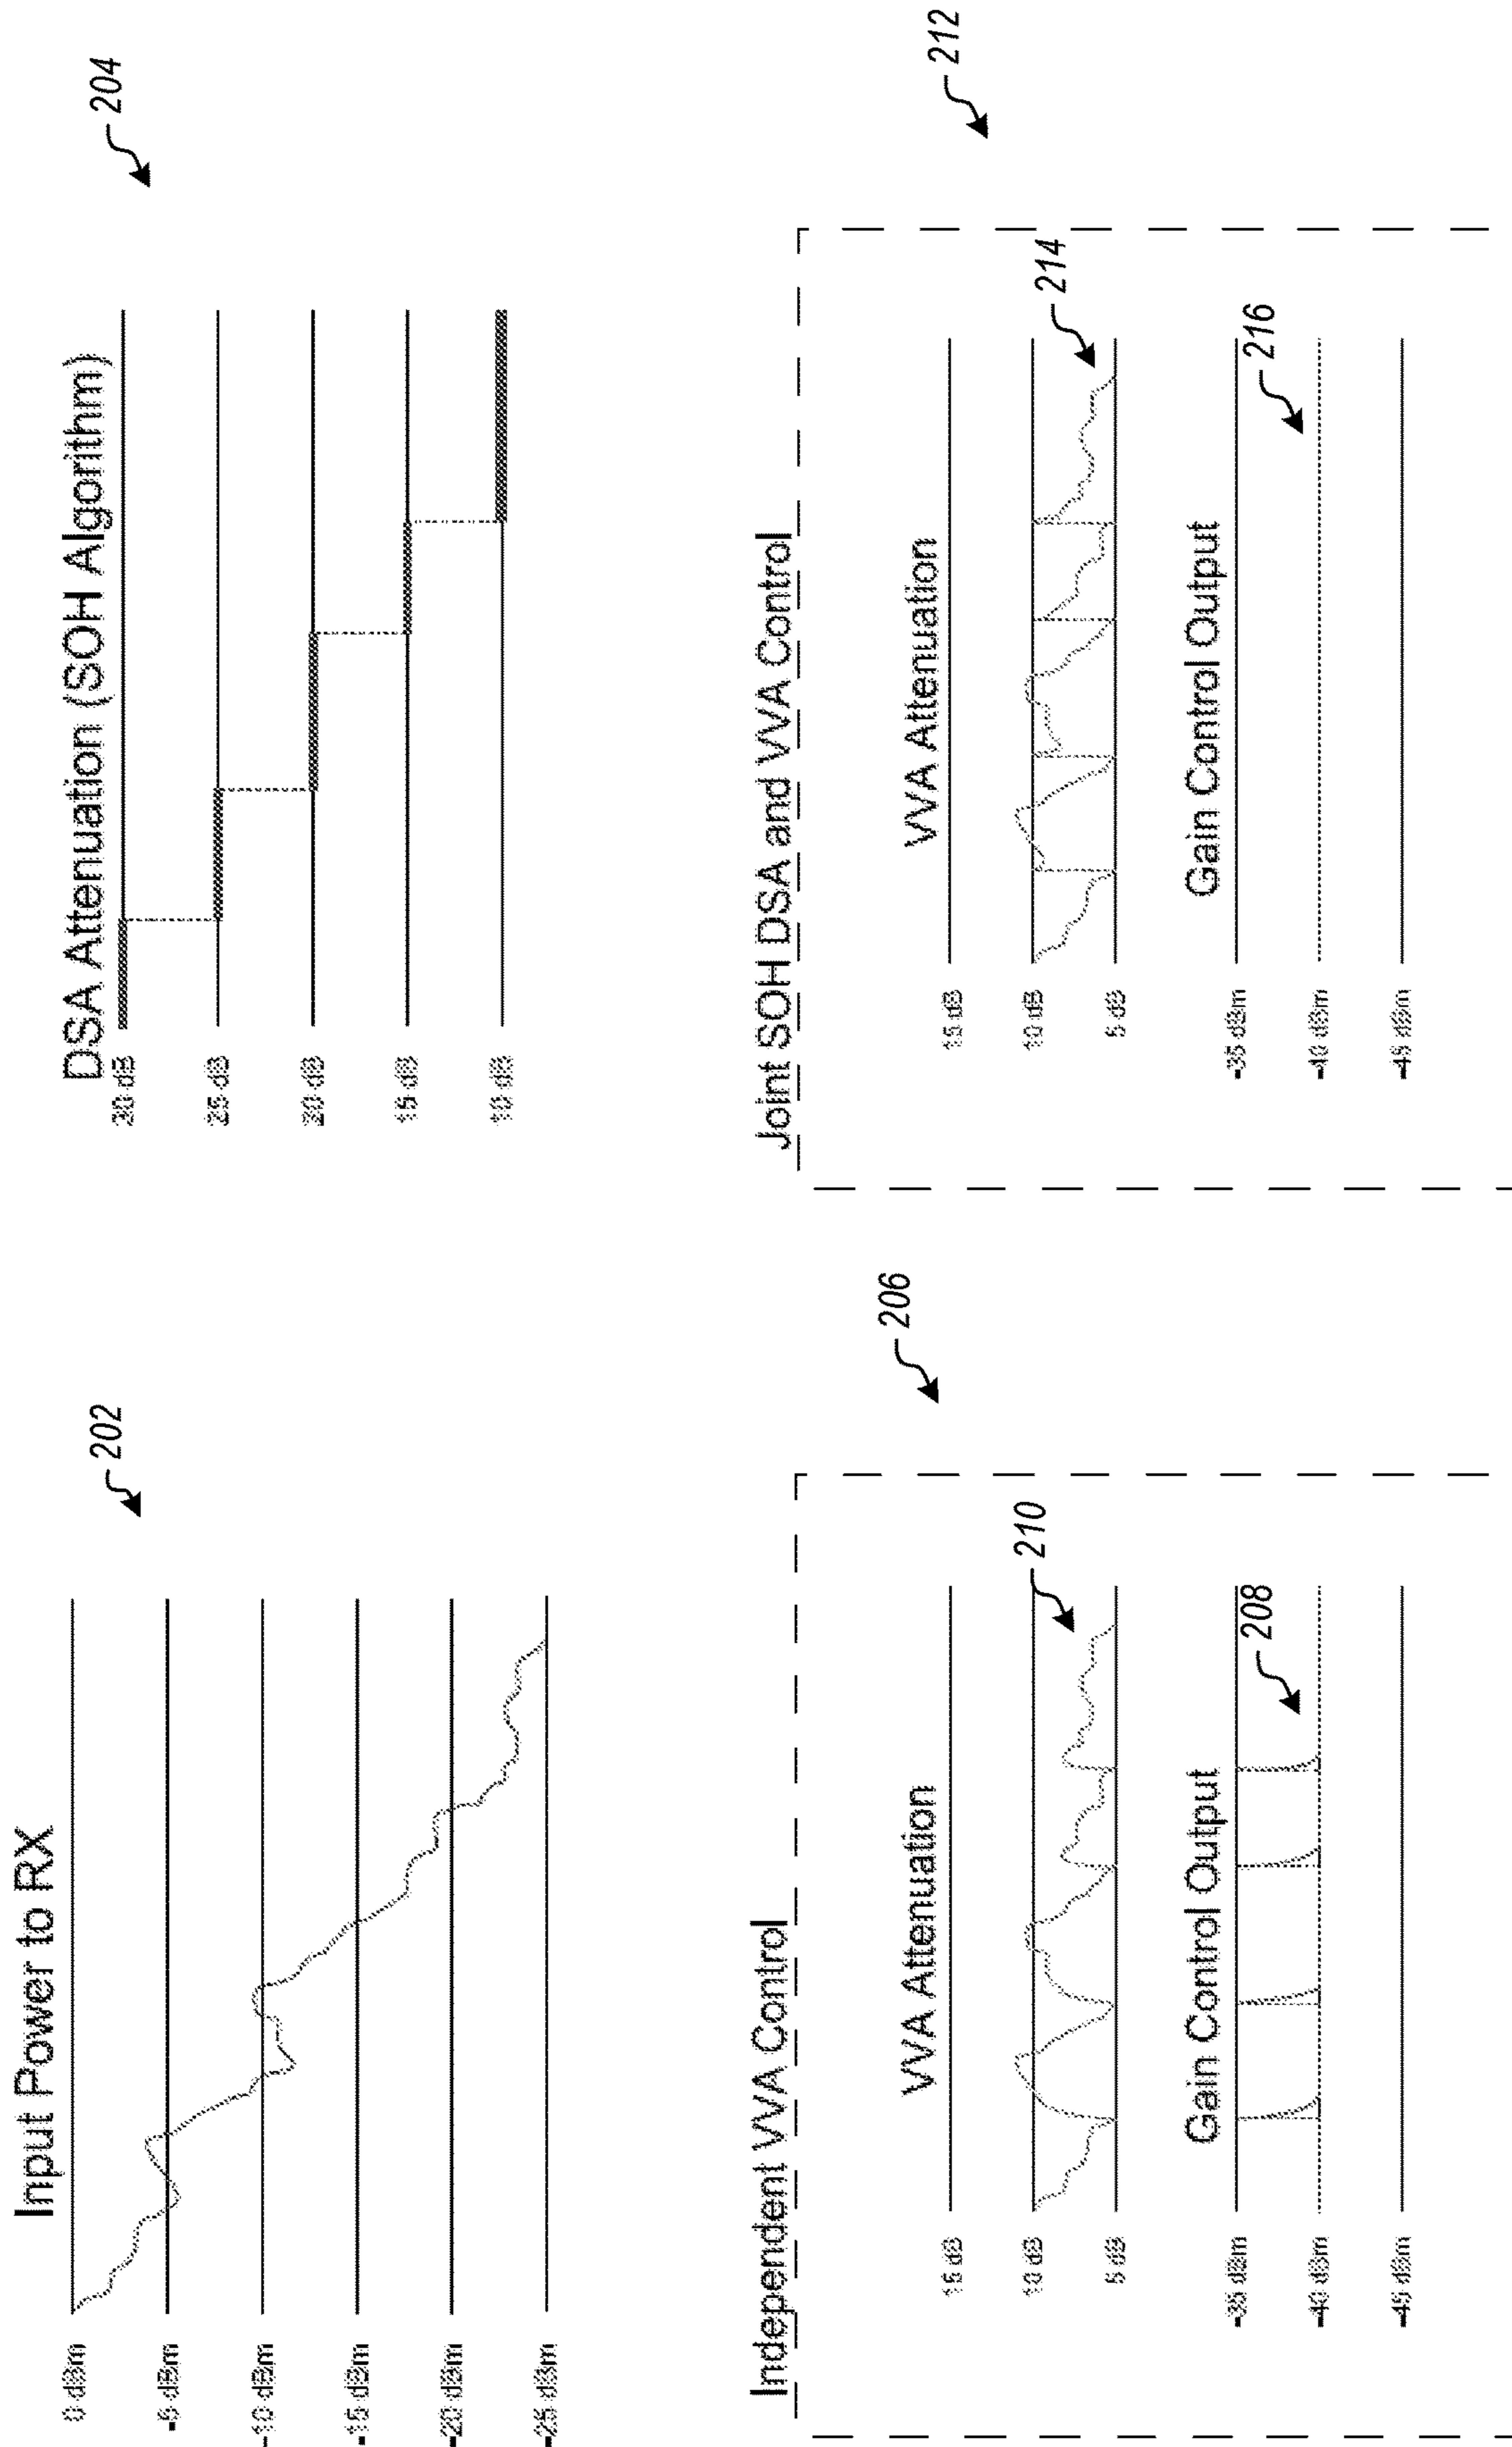 Input Power to RX
202
0 dBm
-5 dBm
-10 dBm
-15 dBm
-20 dBm
-25 dBm
DSA Attenuation (SOH Algorithm)
204
30 dB
25 dB
20 dB
15 dB
10 dB
Independent VVA Control
206
VVA Attenuation
15 dB
10 dB
5 dB
210
Gain Control Output
-35 dBm
-40 dBm
-45 dBm
208
Joint SOH DSA and VVA Control
212
VVA Attenuation
15 dB
10 dB
5 dB
214
Gain Control Output
-35 dBm
-40 dBm
-45 dBm
216